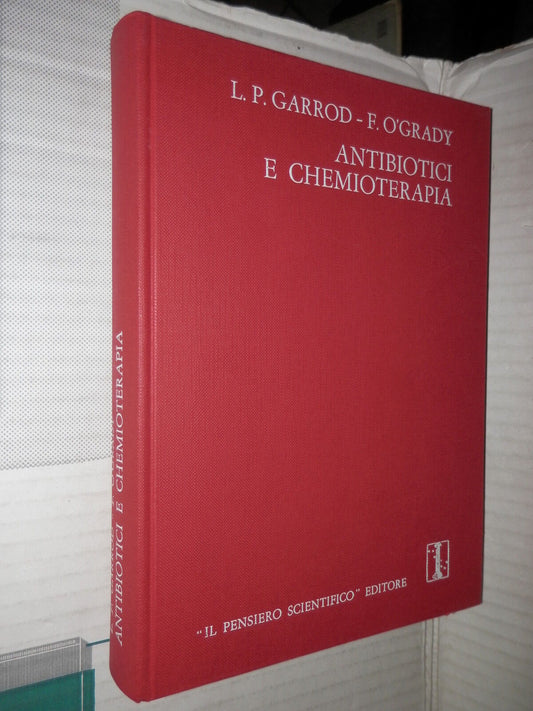 L. P. GARROD - F. O'GRADY
ANTIBIOTICI
E CHEMIOTERAPIA
"IL PENSIERO SCIENTIFICO" EDITORE
ANTIBIOTICI E CHEMIOTERAPIA